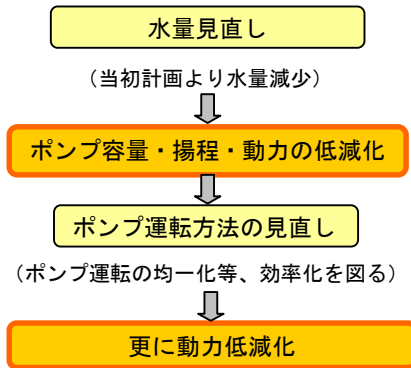 水量見直し
（当初計画より水量減少）
ポンプ容量・揚程・動力の低減化
ポンプ運転方法の見直し
（ポンプ運転の均一化等、効率化を図る）
更に動力低減化